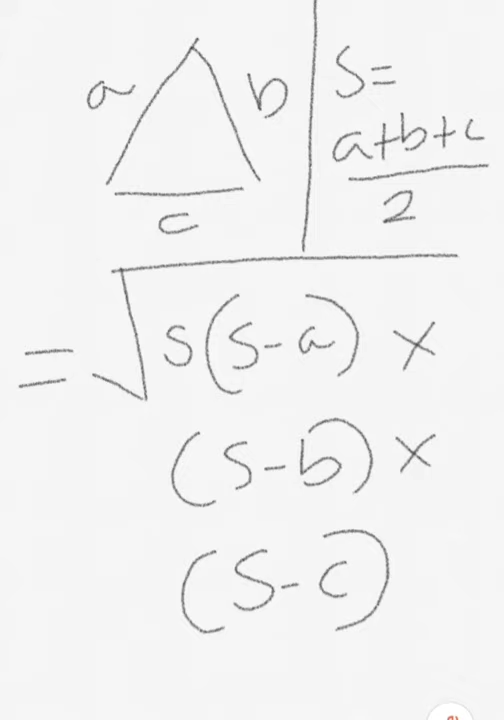 a
b
c
S=
a+b+c
2
= √ s(s-a) ×
(s-b) ×
(s-c)